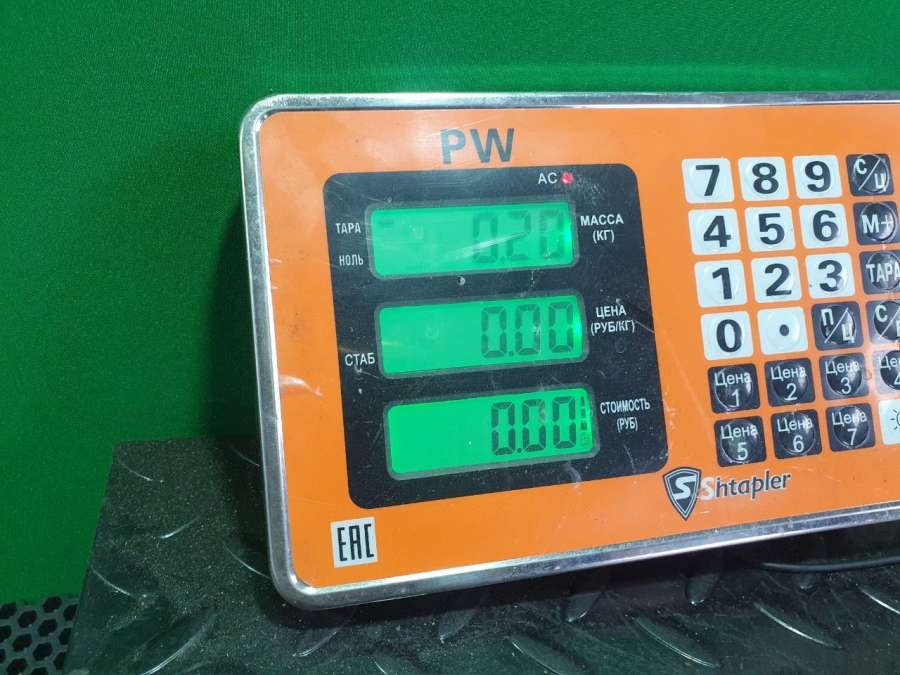 PW
AC
ТАРА
НОЛЬ
0.20
МАССА
(КГ)
СТАБ
0.00
ЦЕНА
(РУБ/КГ)
0.00
СТОИМОСТЬ
(РУБ)
7 8 9 С/Ц
4 5 6 М+
1 2 3 ТАРА
0 • П/Ц С/
Цена 1 Цена 2 Цена 3 4
Цена 5 Цена 6 Цена 7
S Shtapler
EAC